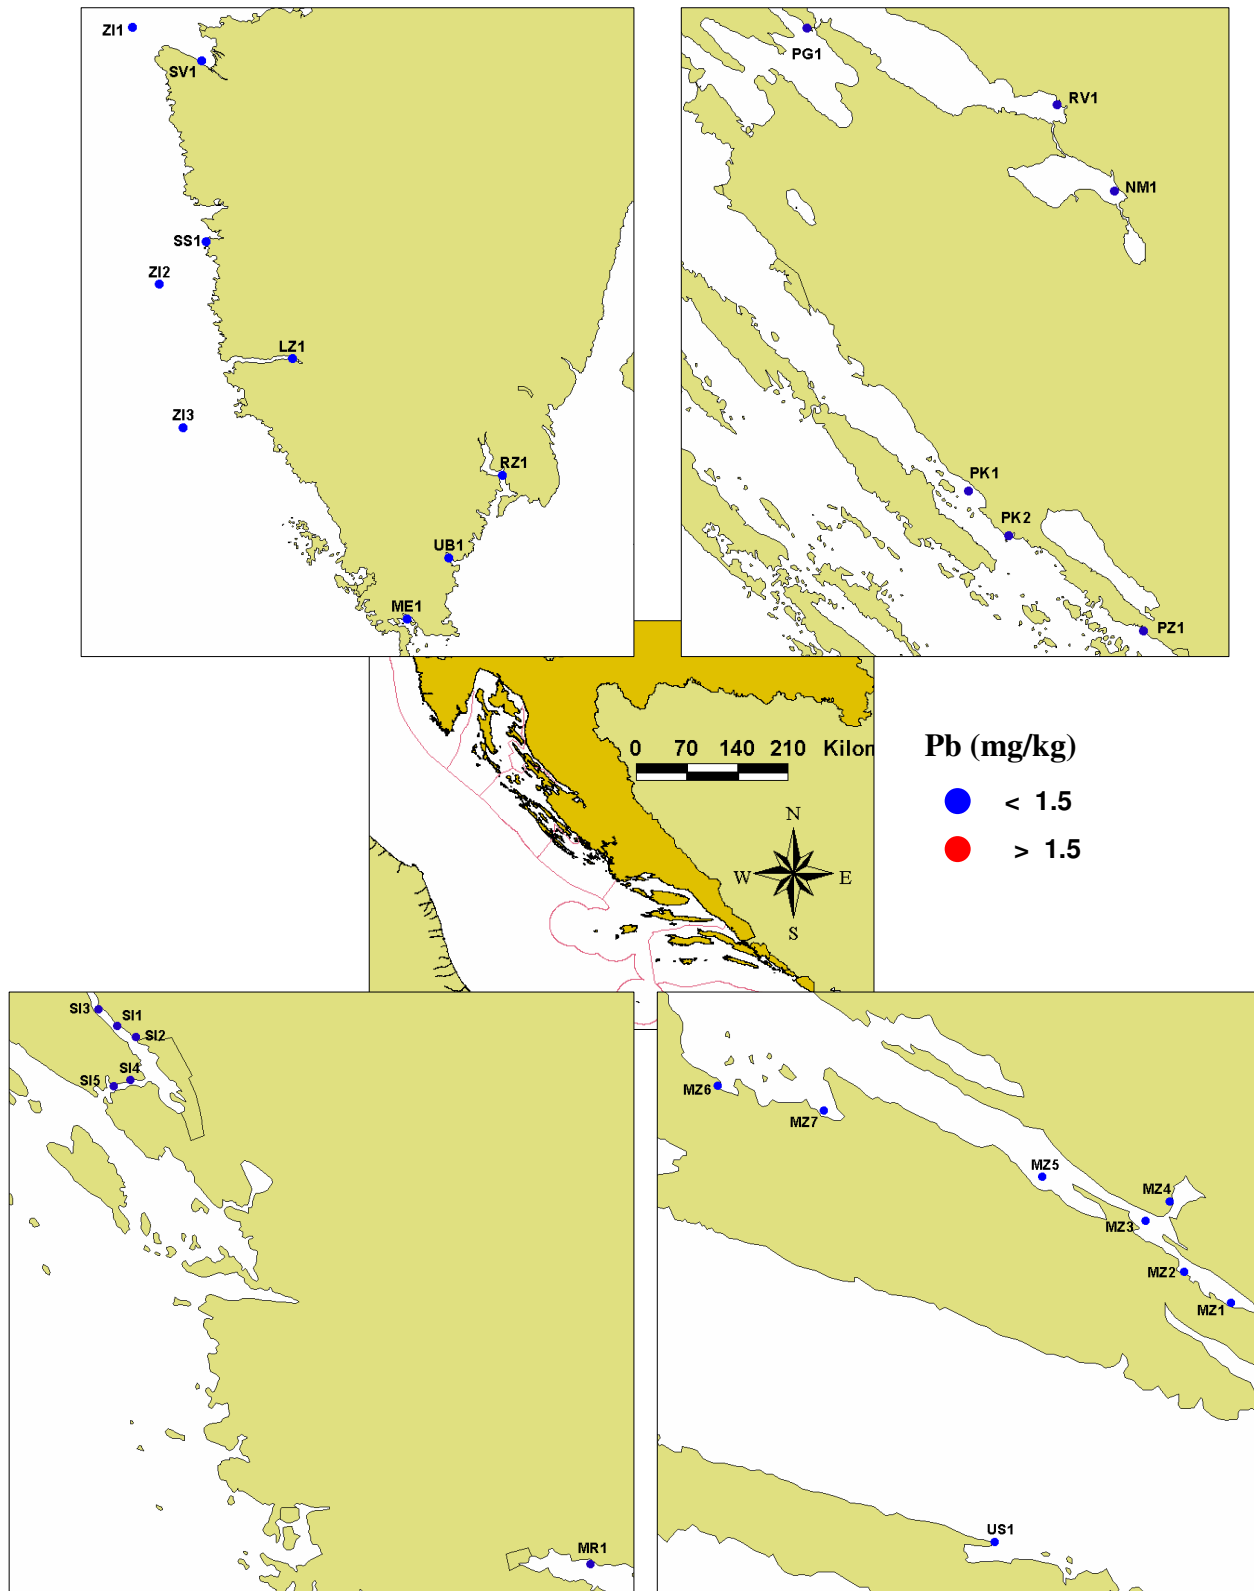 ZI1
SV1
SS1
ZI2
LZ1
ZI3
RZ1
UB1
ME1
PG1
RV1
NM1
PK1
PK2
PZ1
0 70 140 210 Kilom
N
W E
S
Pb (mg/kg)
< 1.5
> 1.5
SI3
SI1
SI2
SI4
SI5
MR1
MZ6
MZ7
MZ5
MZ4
MZ3
MZ2
MZ1
US1